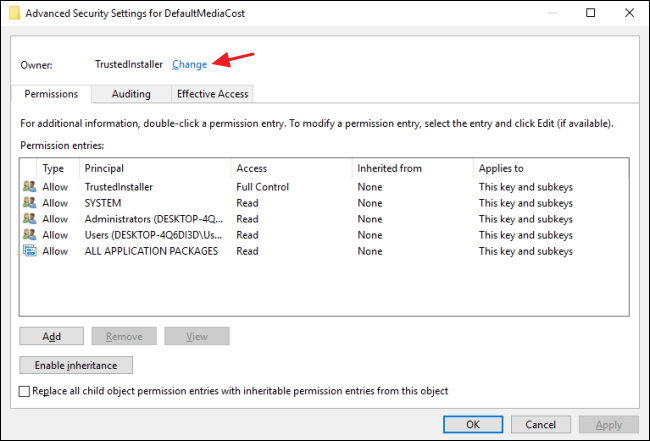 Advanced Security Settings for DefaultMediaCost
Owner: TrustedInstaller Change
Permissions Auditing Effective Access
For additional information, double-click a permission entry. To modify a permission entry, select the entry and click Edit (if available).
Permission entries:
Type Principal Access Inherited from Applies to
Allow TrustedInstaller Full Control None This key and subkeys
Allow SYSTEM Read None This key and subkeys
Allow Administrators (DESKTOP-4Q... Read None This key and subkeys
Allow Users (DESKTOP-4Q6DI3D\Us... Read None This key and subkeys
Allow ALL APPLICATION PACKAGES Read None This key and subkeys
Add Remove View
Enable inheritance
Replace all child object permission entries with inheritable permission entries from this object
OK Cancel Apply